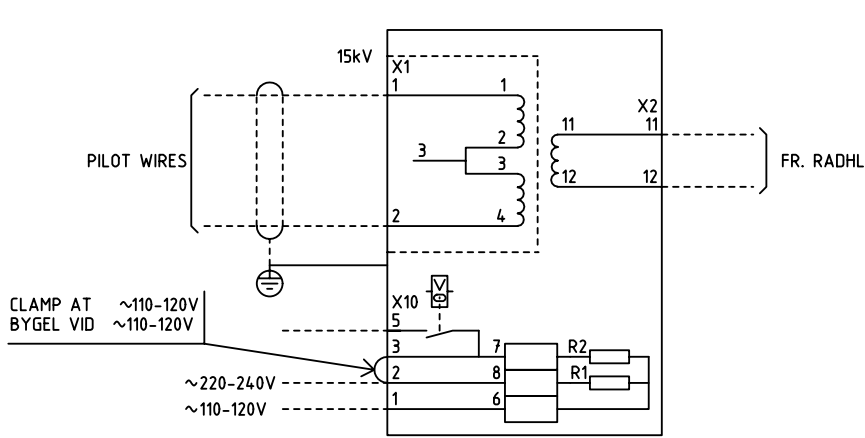 15kV
X1
1
1
X2
11
11
2
3
PILOT WIRES
3
FR. RADHL
12
12
2
4
CLAMP AT ~110-120V
BYGEL VID ~110-120V
X10
5
3
7
R2
2
8
R1
~220-240V
1
6
~110-120V